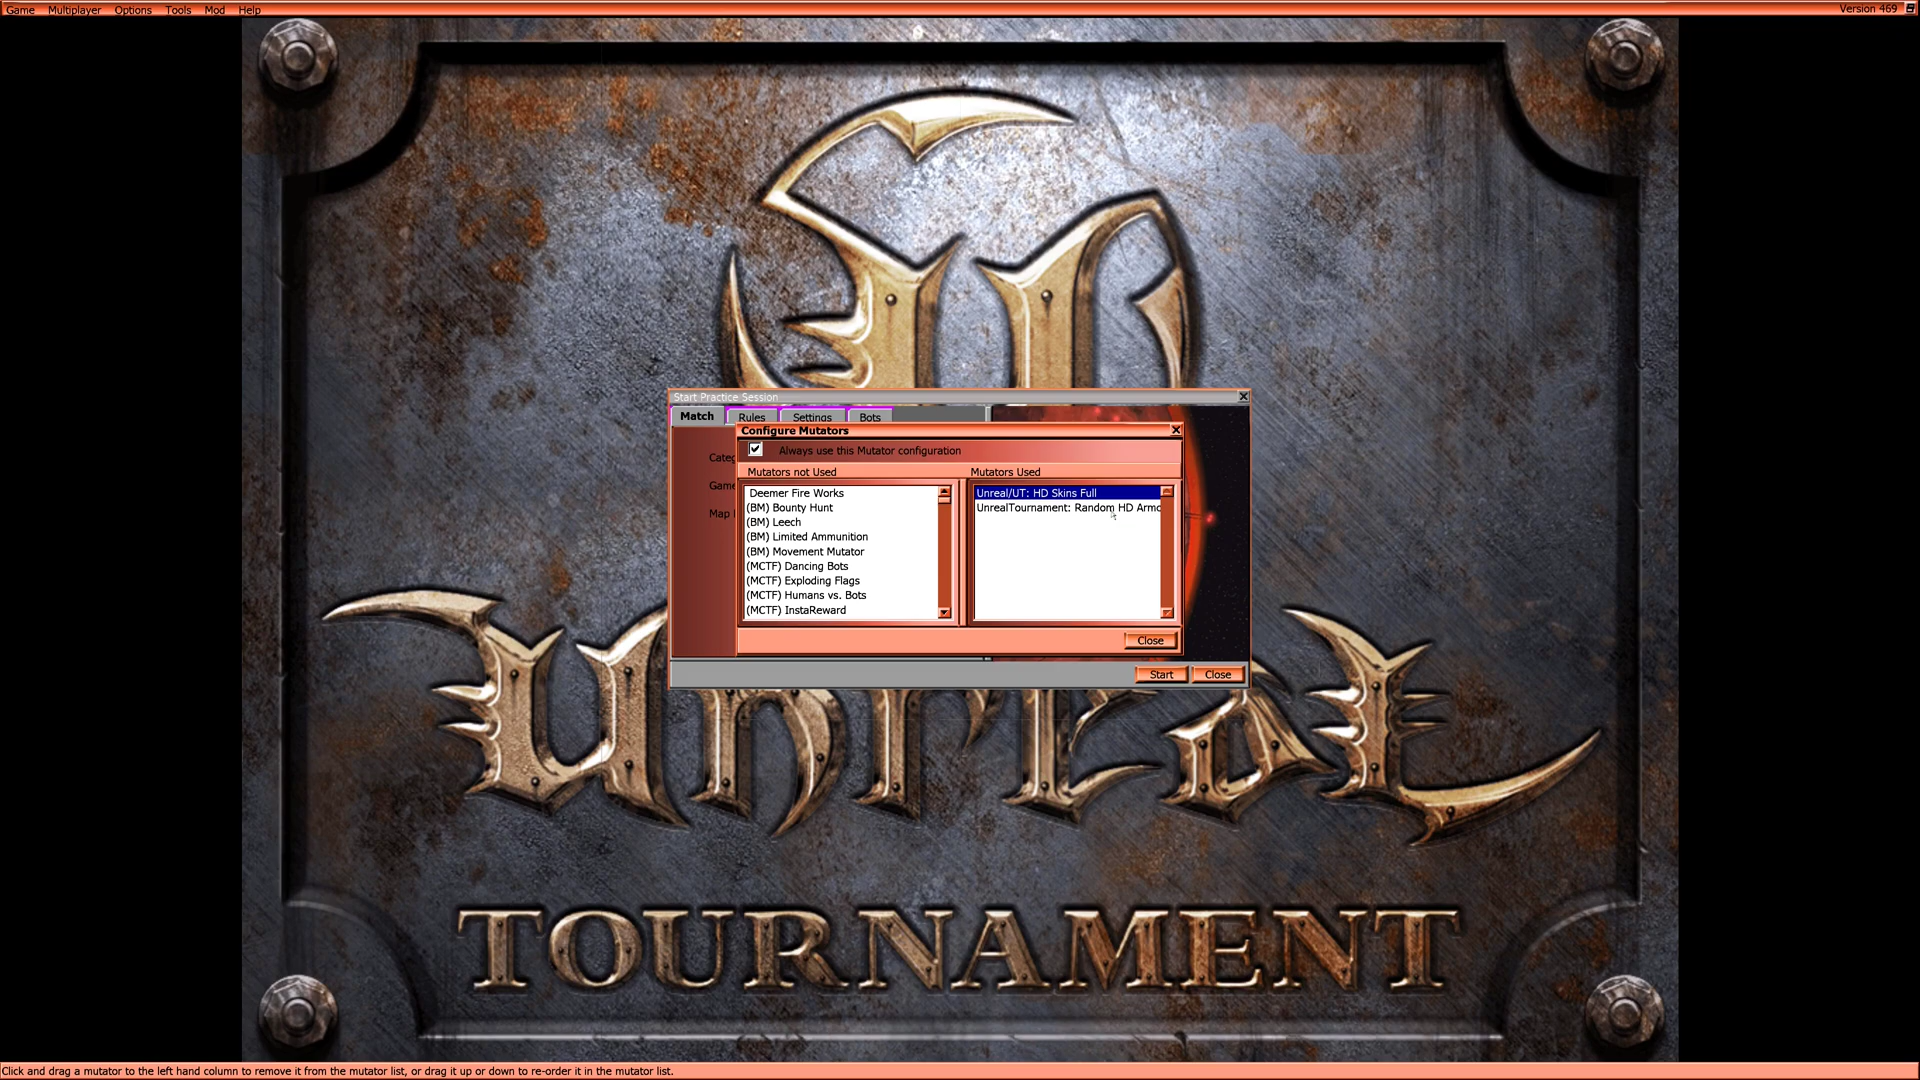 Game Multiplayer Options Tools Mod Help Version 469
Start Practice Session
Match Rules Settings Bots
Configure Mutators
Always use this Mutator configuration
Categ
Mutators not Used Mutators Used
Game
Map
Deemer Fire Works
(BM) Bounty Hunt
(BM) Leech
(BM) Limited Ammunition
(BM) Movement Mutator
(MCTF) Dancing Bots
(MCTF) Exploding Flags
(MCTF) Humans vs. Bots
(MCTF) InstaReward
Unreal/UT: HD Skins Full
UnrealTournament: Random HD Armo
Close
Start Close
UNREAL
TOURNAMENT
Click and drag a mutator to the left hand column to remove it from the mutator list, or drag it up or down to re-order it in the mutator list.